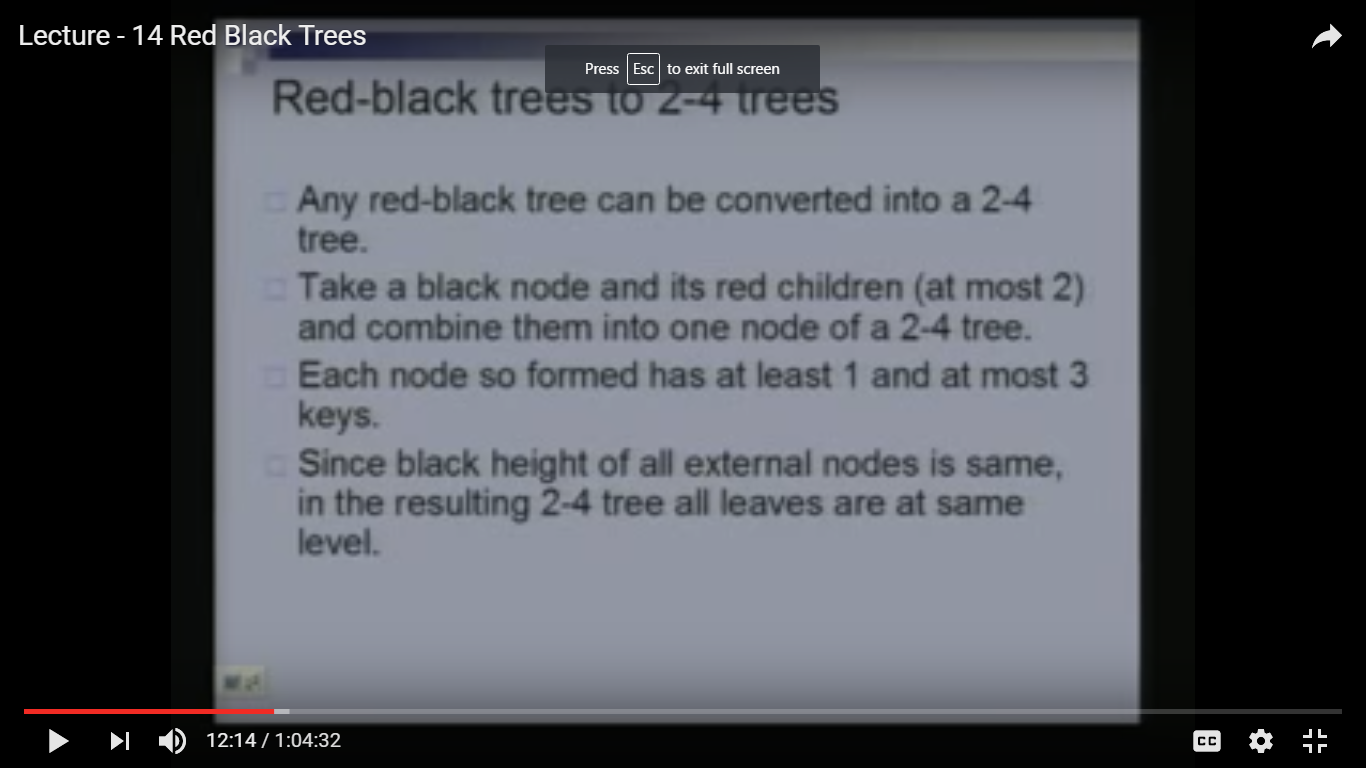 Lecture - 14 Red Black Trees
Press Esc to exit full screen
Red-black trees to 2-4 trees
Any red-black tree can be converted into a 2-4
tree.
Take a black node and its red children (at most 2)
and combine them into one node of a 2-4 tree.
Each node so formed has at least 1 and at most 3
keys.
Since black height of all external nodes is same,
in the resulting 2-4 tree all leaves are at same
level.
12:14 / 1:04:32
CC